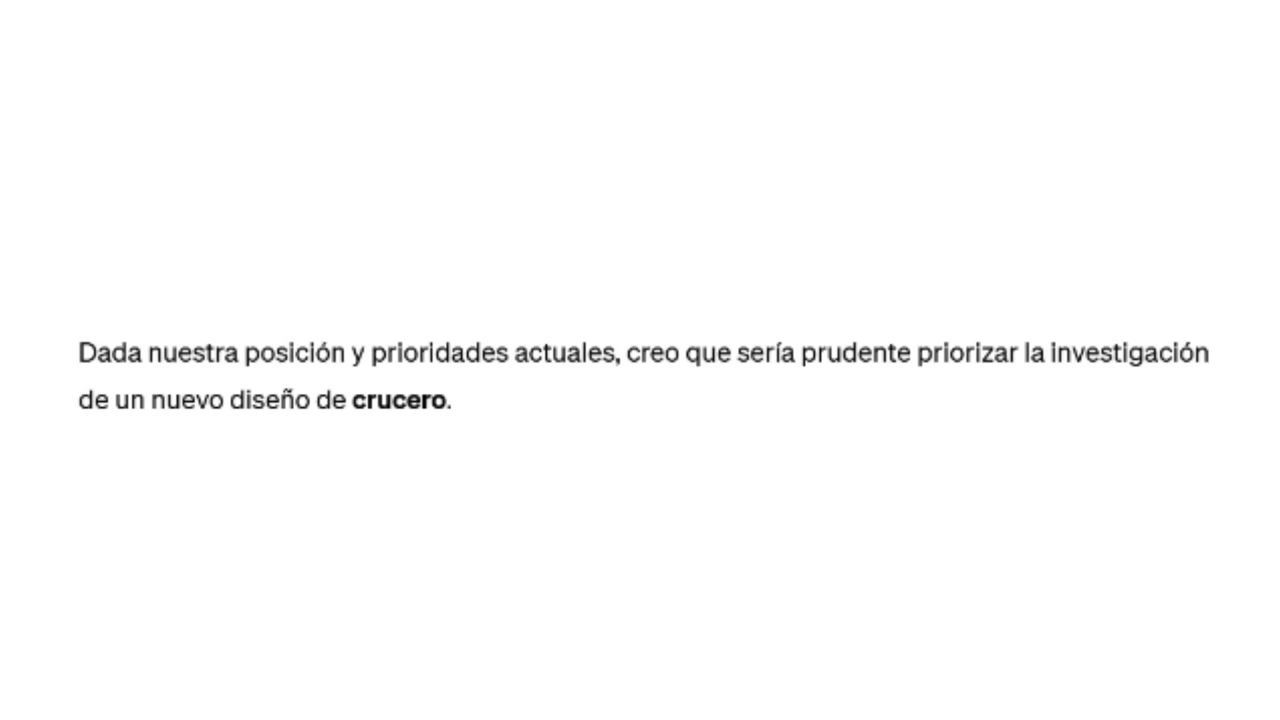 Dada nuestra posición y prioridades actuales, creo que sería prudente priorizar la investigación
de un nuevo diseño de crucero.